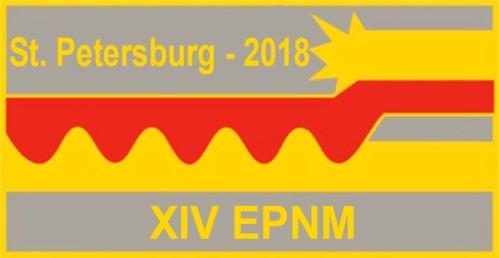 St. Petersburg - 2018
XIV EPNM